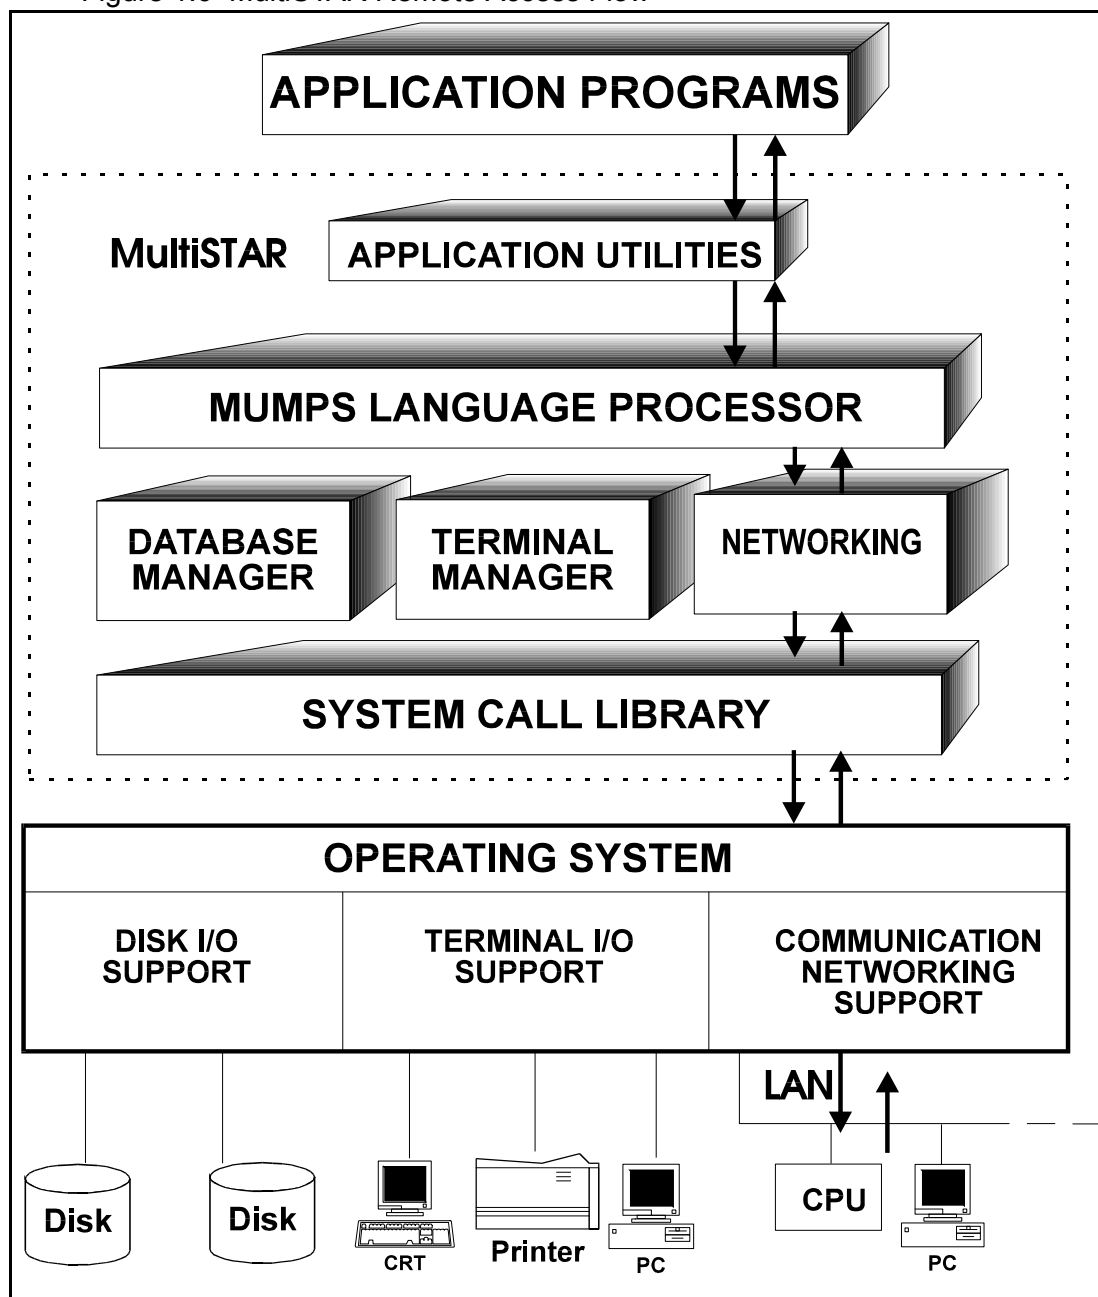 APPLICATION PROGRAMS
MultiSTAR
APPLICATION UTILITIES
MUMPS LANGUAGE PROCESSOR
DATABASE
MANAGER
TERMINAL
MANAGER
NETWORKING
SYSTEM CALL LIBRARY
OPERATING SYSTEM
DISK I/O
SUPPORT
TERMINAL I/O
SUPPORT
COMMUNICATION
NETWORKING
SUPPORT
LAN
Disk
Disk
CRT
Printer
PC
CPU
PC